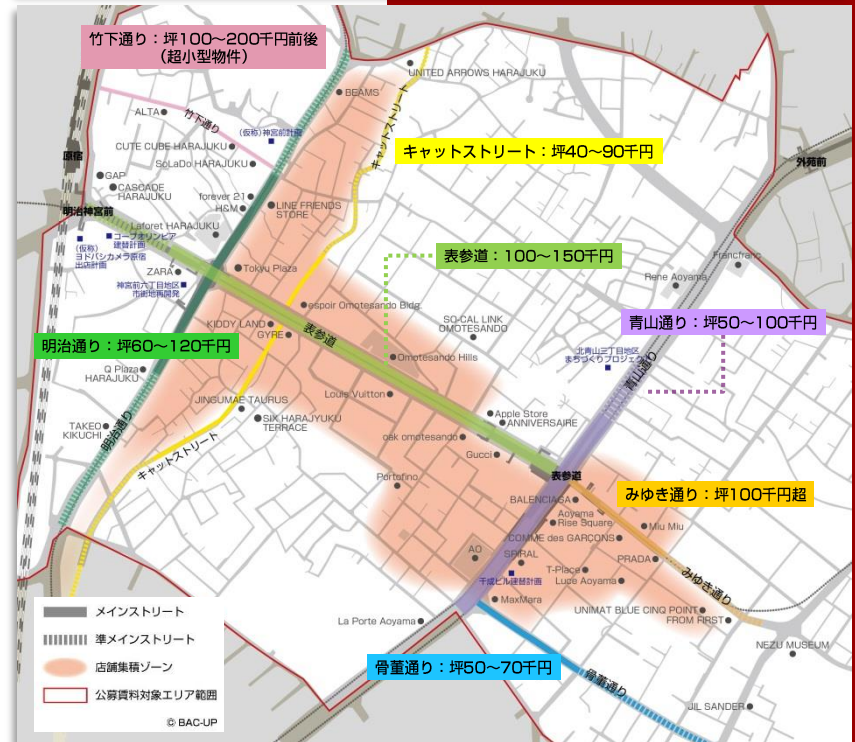 竹下通り：坪100～200千円前後
（超小型物件）
UNITED ARROWS HARAJUKU
BEAMS
ALTA
竹下通り
(仮称)神宮前計画
CUTE CUBE HARAJUKU
SoLaDo HARAJUKU
キャットストリート
キャットストリート：坪40～90千円
原宿
外苑前
GAP
CASCADE
HARAJUKU
forever 21
H&M
LINE FRIENDS
STORE
明治神宮前
Laforet HARAJUKU
コープオリンピア
建替計画
(仮称)
ヨドバシカメラ原宿
出店計画
ZARA
神宮前六丁目地区
市街地再開発
Tokyu Plaza
表参道：100～150千円
Francfranc
Rene Aoyama
espoir Omotesando Bldg.
SO-CAL LINK
OMOTESANDO
青山通り：坪50～100千円
KIDDY LAND
GYRE
表参道
明治通り：坪60～120千円
Omotesando Hills
北青山三丁目地区
まちづくりプロジェクト
青山通り
Q Plaza
HARAJUKU
Louis Vuitton
JINGUMAE TAURUS
SIX HARAJYUKU
TERRACE
Apple Store
ANNIVERSAIRE
TAKEO
KIKUCHI
明治通り
oak omotesando
Gucci
キャットストリート
Portofino
表参道
みゆき通り：坪100千円超
BALENCIAGA
Aoyama
Rise Square
Miu Miu
COMME des GARÇONS
AO
SPIRAL
PRADA
T-Place
千成ビル建替計画
Luce Aoyama
みゆき通り
MaxMara
UNIMAT BLUE CINQ POINT
FROM FIRST
La Porte Aoyama
NEZU MUSEUM
骨董通り：坪50～70千円
骨董通り
JIL SANDER
メインストリート
準メインストリート
店舗集積ゾーン
公募賃料対象エリア範囲
© BAC-UP